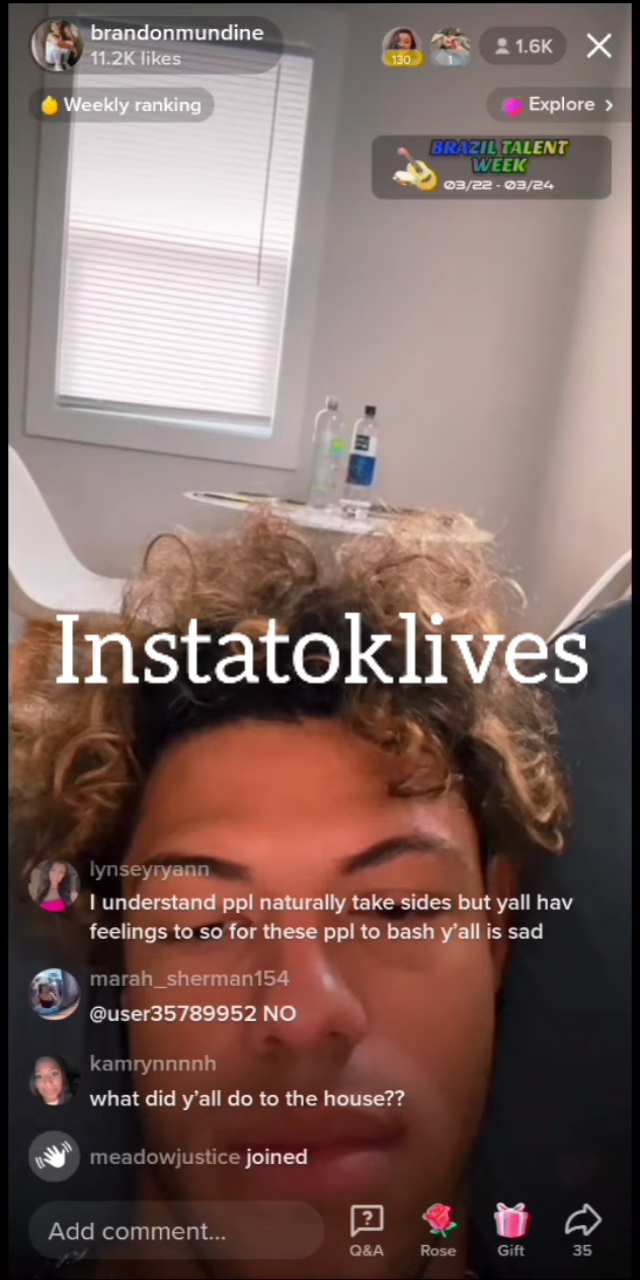 brandonmundine
11.2K likes
130
1
1.6K
Weekly ranking
Explore >
BRAZIL TALENT
WEEK
03/22 - 03/24
Instatoklives
lynseyryann
I understand ppl naturally take sides but yall hav
feelings to so for these ppl to bash y’all is sad
marah_sherman154
@user35789952 NO
kamrynnnnh
what did y’all do to the house??
meadowjustice joined
Add comment...
Q&A
Rose
Gift
35